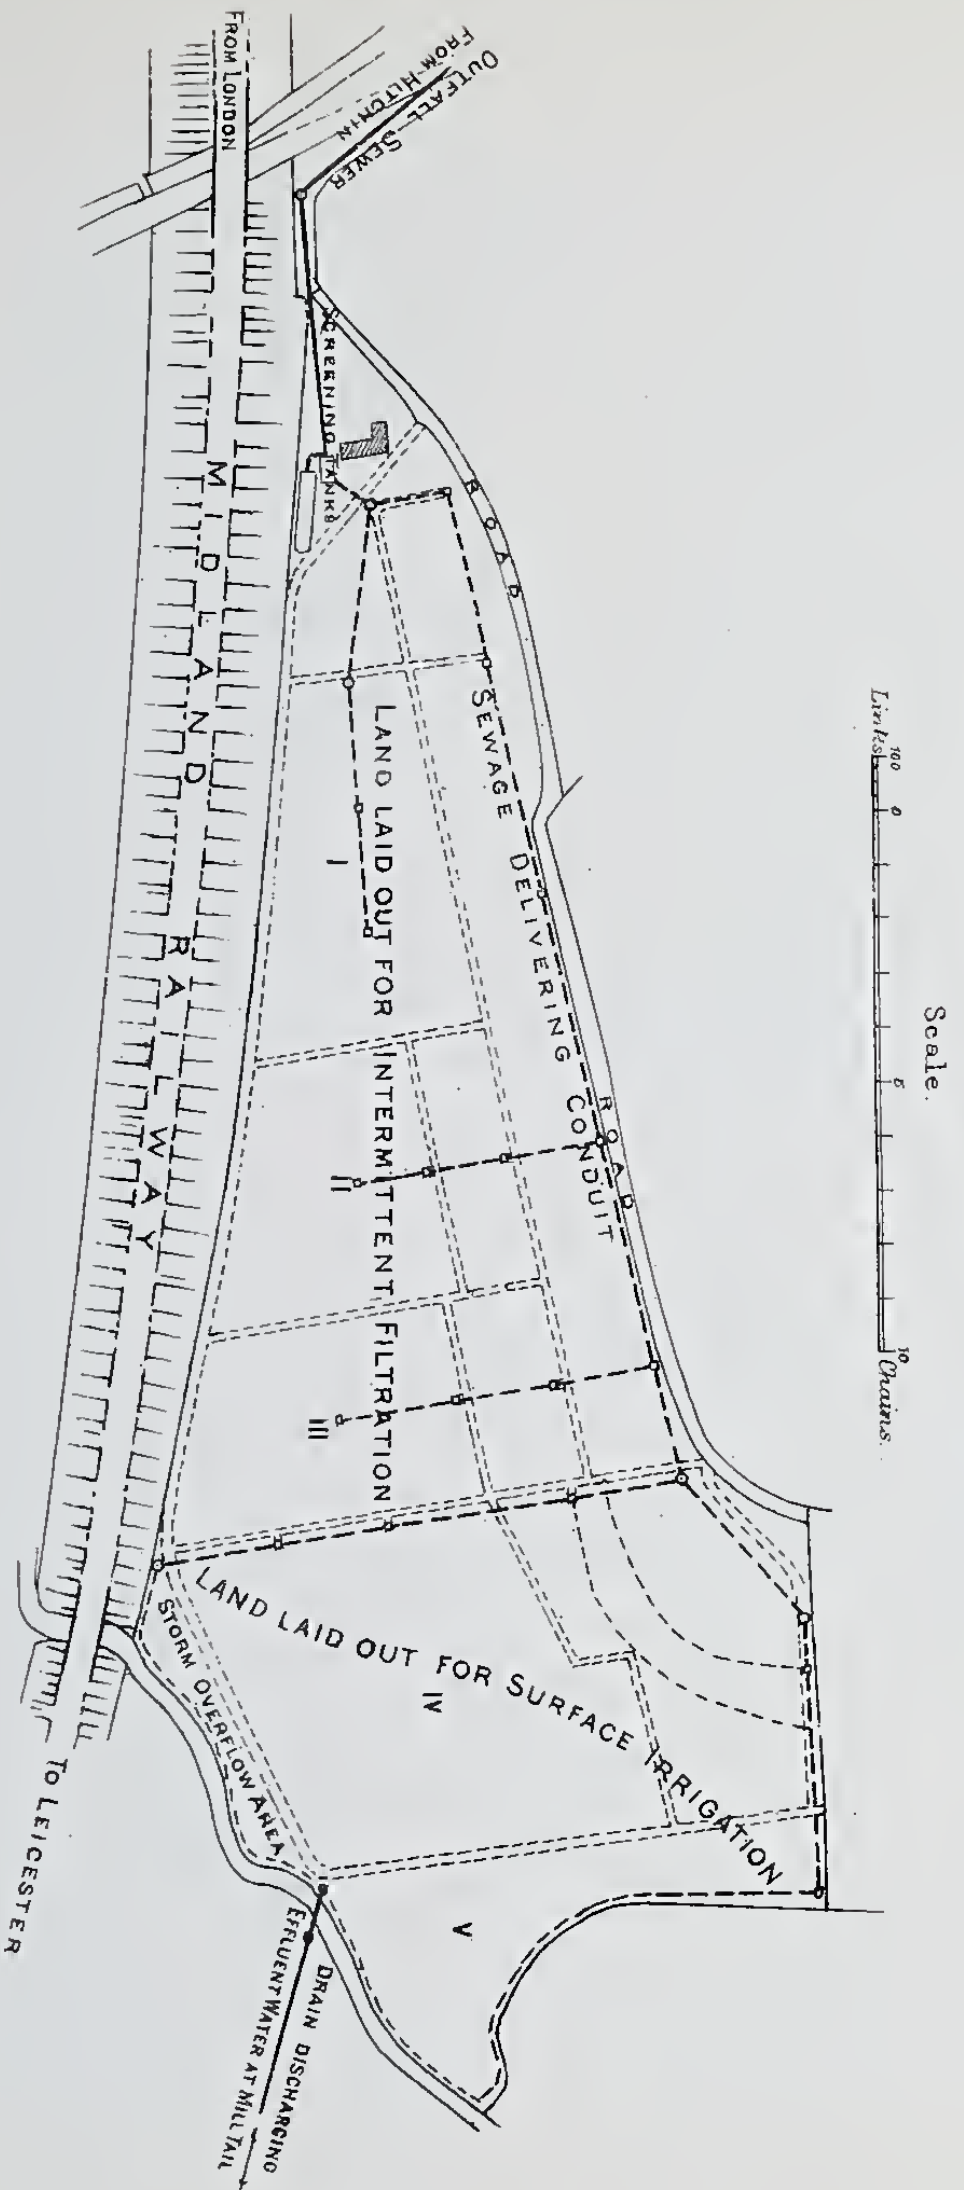 Scale.
Links 100 0 5 10 Chains.
OUTFALL SEWER
FROM HITCHIN
FROM LONDON
SCREENING TANKS
ROAD
SEWAGE DELIVERING CONDUIT
ROAD
LAND LAID OUT FOR INTERMITTENT FILTRATION
I
II
III
MIDLAND RAILWAY
LAND LAID OUT FOR SURFACE IRRIGATION
IV
STORM OVERFLOW AREA
V
TO LEICESTER
DRAIN DISCHARGING
EFFLUENT WATER AT MILL TAIL